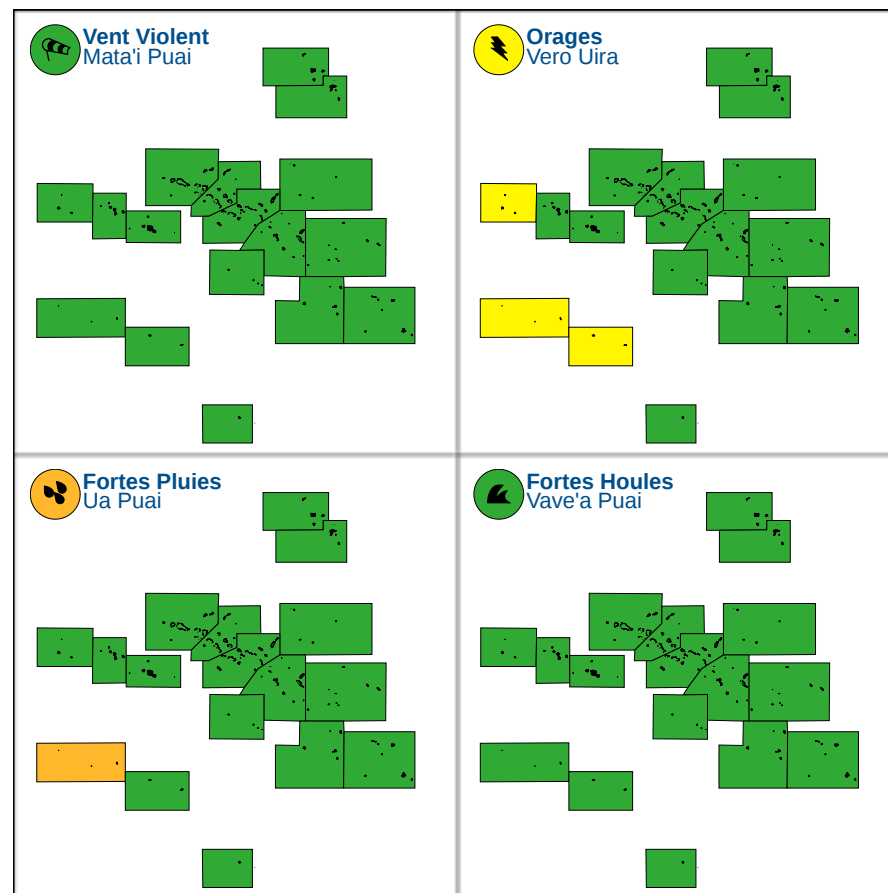 Vent Violent
Mata'i Puai
Orages
Vero Uira
Fortes Pluies
Ua Puai
Fortes Houles
Vave'a Puai